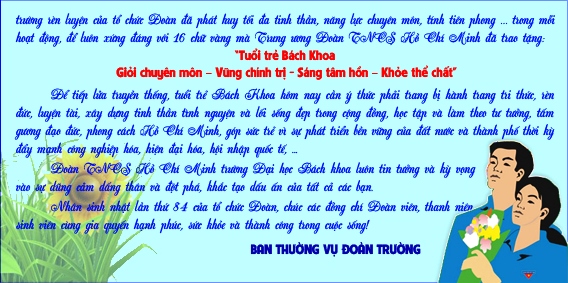 trường rèn luyện của tổ chức Đoàn đã phát huy tối đa tinh thần, năng lực chuyên môn, tính tiên phong ... trong mỗi
hoạt động, để luôn xứng đáng với 16 chữ vàng mà Trung ương Đoàn TNCS Hồ Chí Minh đã trao tặng:
"Tuổi trẻ Bách Khoa
Giỏi chuyên môn – Vững chính trị - Sáng tâm hồn – Khỏe thể chất"
Để tiếp lửa truyền thống, tuổi trẻ Bách Khoa hôm nay cần ý thức phải trang bị hành trang tri thức, rèn
đức, luyện tài, xây dựng tinh thần tình nguyện và lối sống đẹp trong cộng đồng, học tập và làm theo tư tưởng, tấm
gương đạo đức, phong cách Hồ Chí Minh, góp sức trẻ vì sự phát triển bền vững của đất nước và thành phố thời kỳ
đẩy mạnh công nghiệp hóa, hiện đại hóa, hội nhập quốc tế, ...
Đoàn TNCS Hồ Chí Minh trường Đại học Bách khoa luôn tin tưởng và kỳ vọng
vào sự dũng cảm dấng thân và đột phá, khắc tạo dấu ấn của tất cả các bạn.
Nhân sinh nhật lần thứ 84 của tổ chức Đoàn, chúc các đồng chí Đoàn viên, thanh niên
sinh viên cùng gia quyến hạnh phúc, sức khỏe và thành công trong cuộc sống!
BAN THƯỜNG VỤ ĐOÀN TRƯỜNG